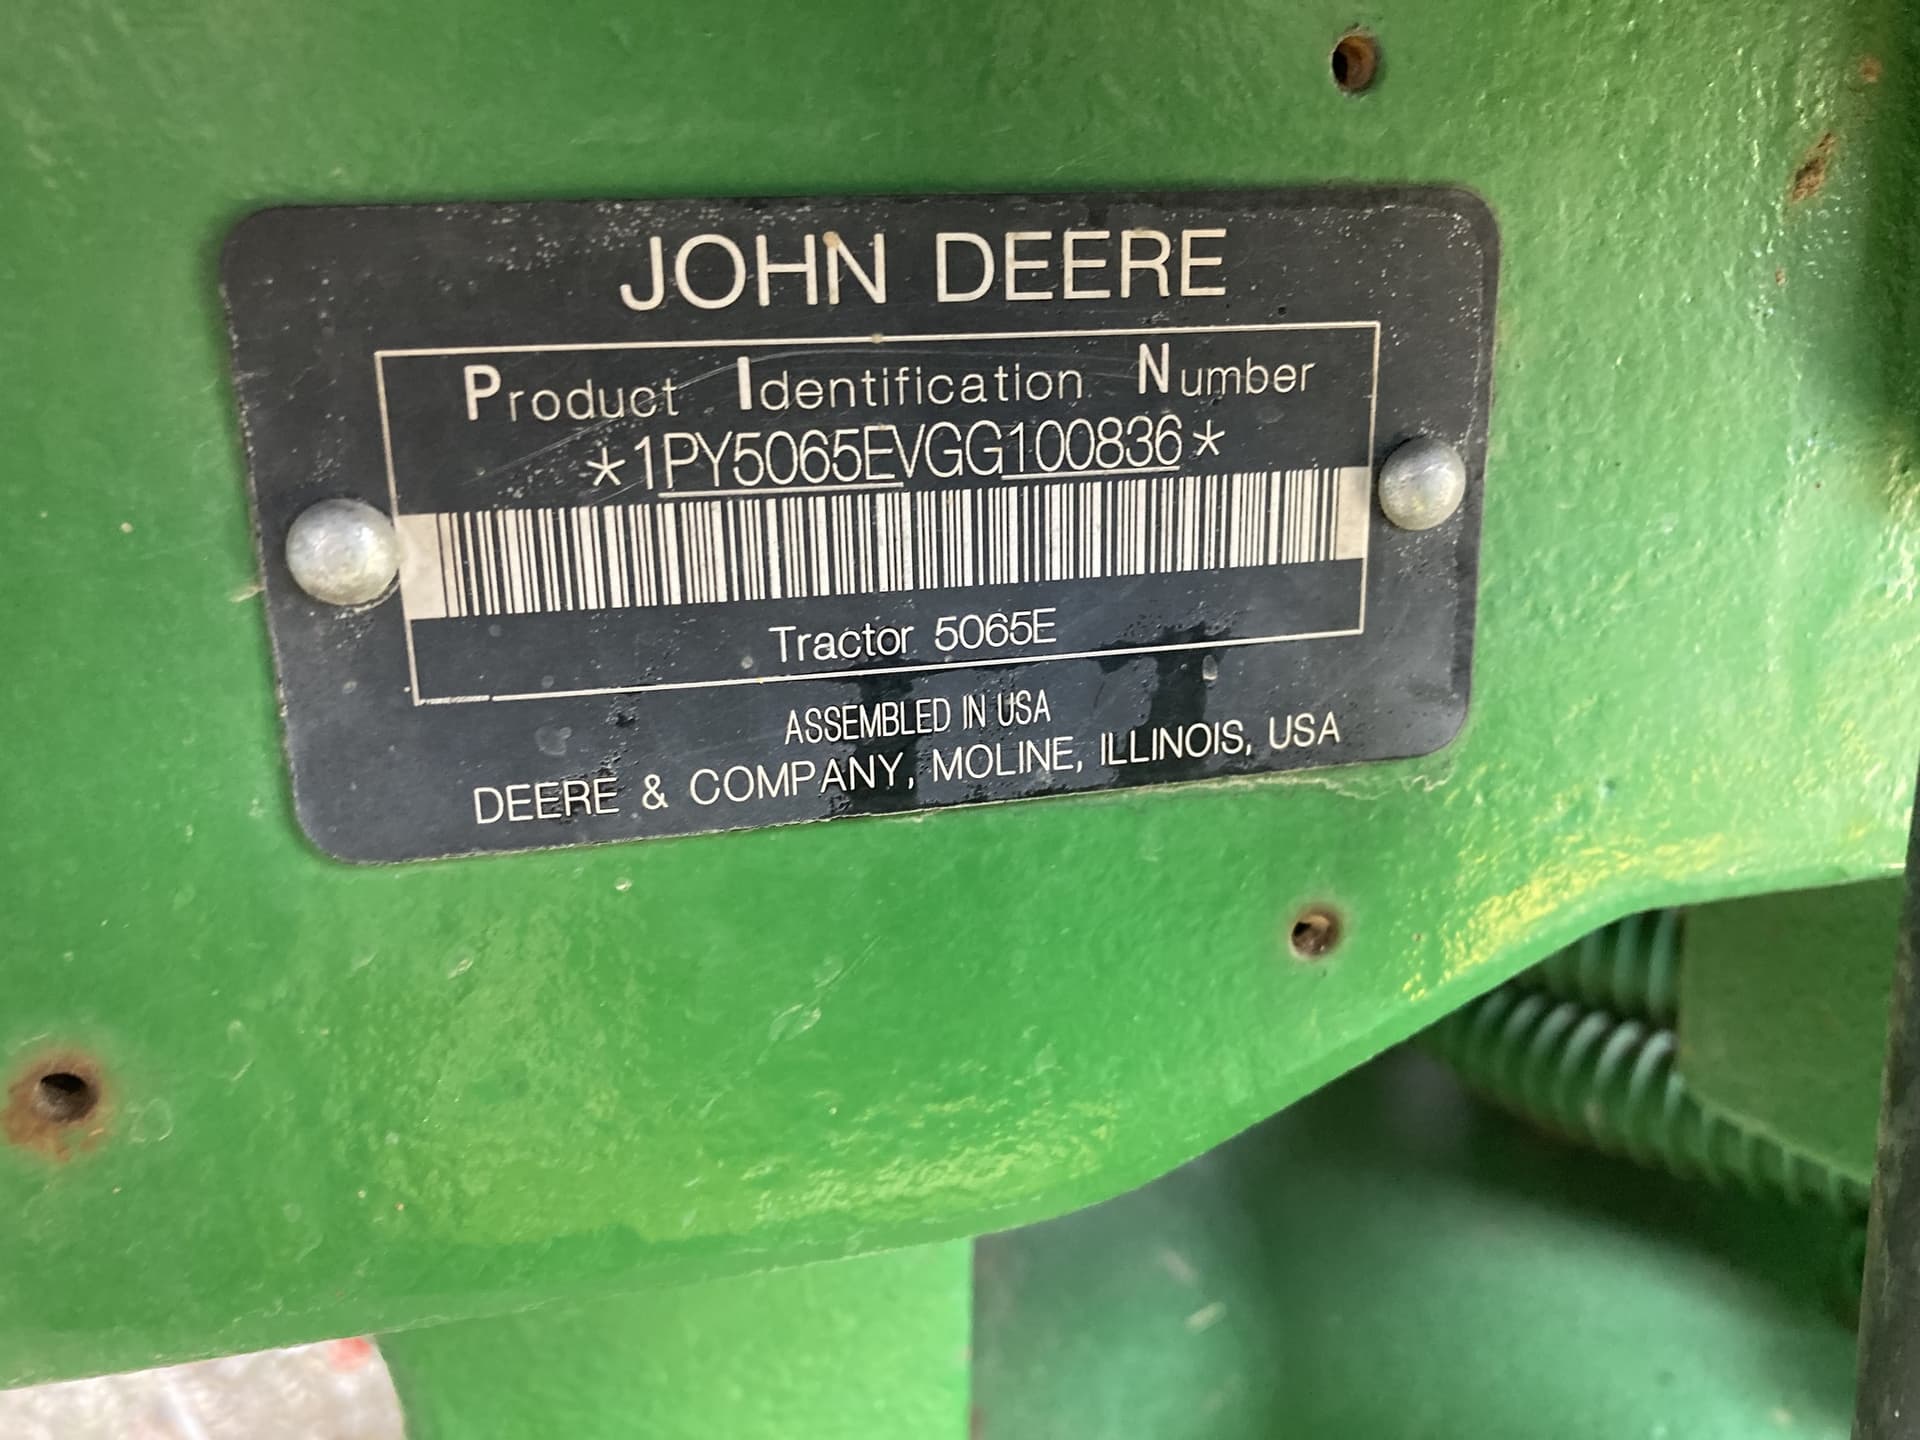 JOHN DEERE
Product Identification Number
*1PY5065EVGG100836*
Tractor 5065E
ASSEMBLED IN USA
DEERE & COMPANY, MOLINE, ILLINOIS, USA